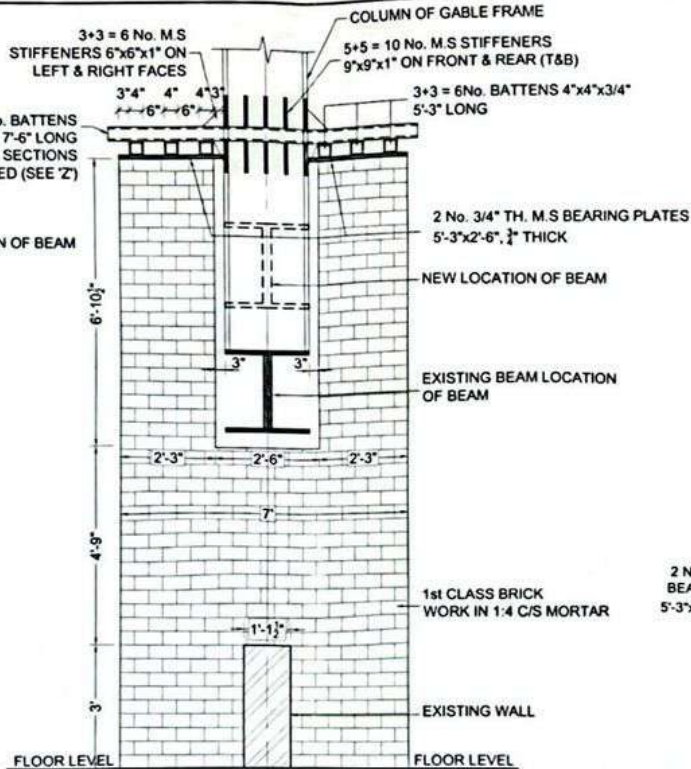 COLUMN OF GABLE FRAME
3+3 = 6 No. M.S
STIFFENERS 6"x6"x1" ON
LEFT & RIGHT FACES
5+5 = 10 No. M.S STIFFENERS
9"x9"x1" ON FRONT & REAR (T&B)
3"4" 4" 4"3"
6" 6"
3+3 = 6No. BATTENS 4"x4"x3/4"
5'-3" LONG
o. BATTENS
7'-6" LONG
SECTIONS
ED (SEE 'Z')
2 No. 3/4" TH. M.S BEARING PLATES
5'-3"x2'-6", 3/4" THICK
N OF BEAM
NEW LOCATION OF BEAM
6'-10½"
3" 3"
EXISTING BEAM LOCATION
OF BEAM
2'-3" 2'-6" 2'-3"
7'
4'-9"
2 N
BEA
5'-3"x
1st CLASS BRICK
WORK IN 1:4 C/S MORTAR
1'-1½"
3'
EXISTING WALL
FLOOR LEVEL FLOOR LEVEL